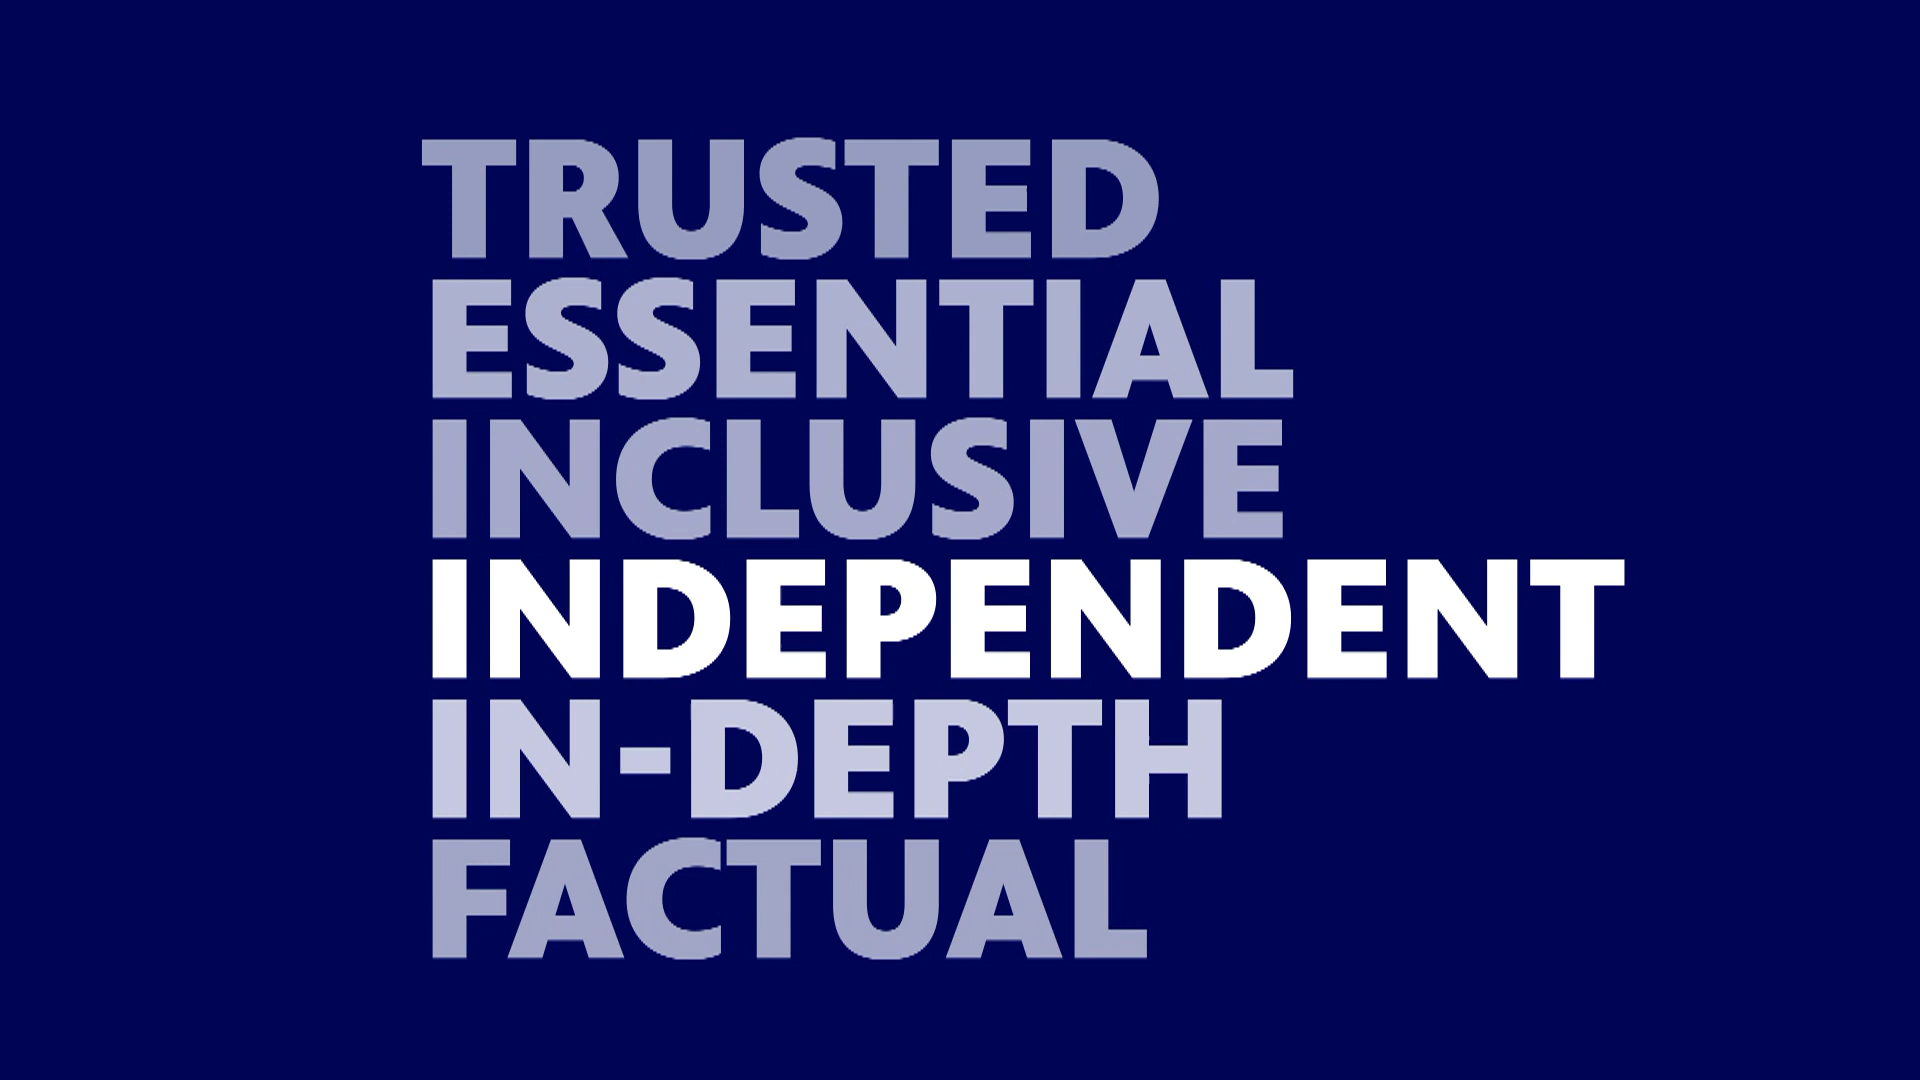 TRUSTED
ESSENTIAL
INCLUSIVE
INDEPENDENT
IN-DEPTH
FACTUAL